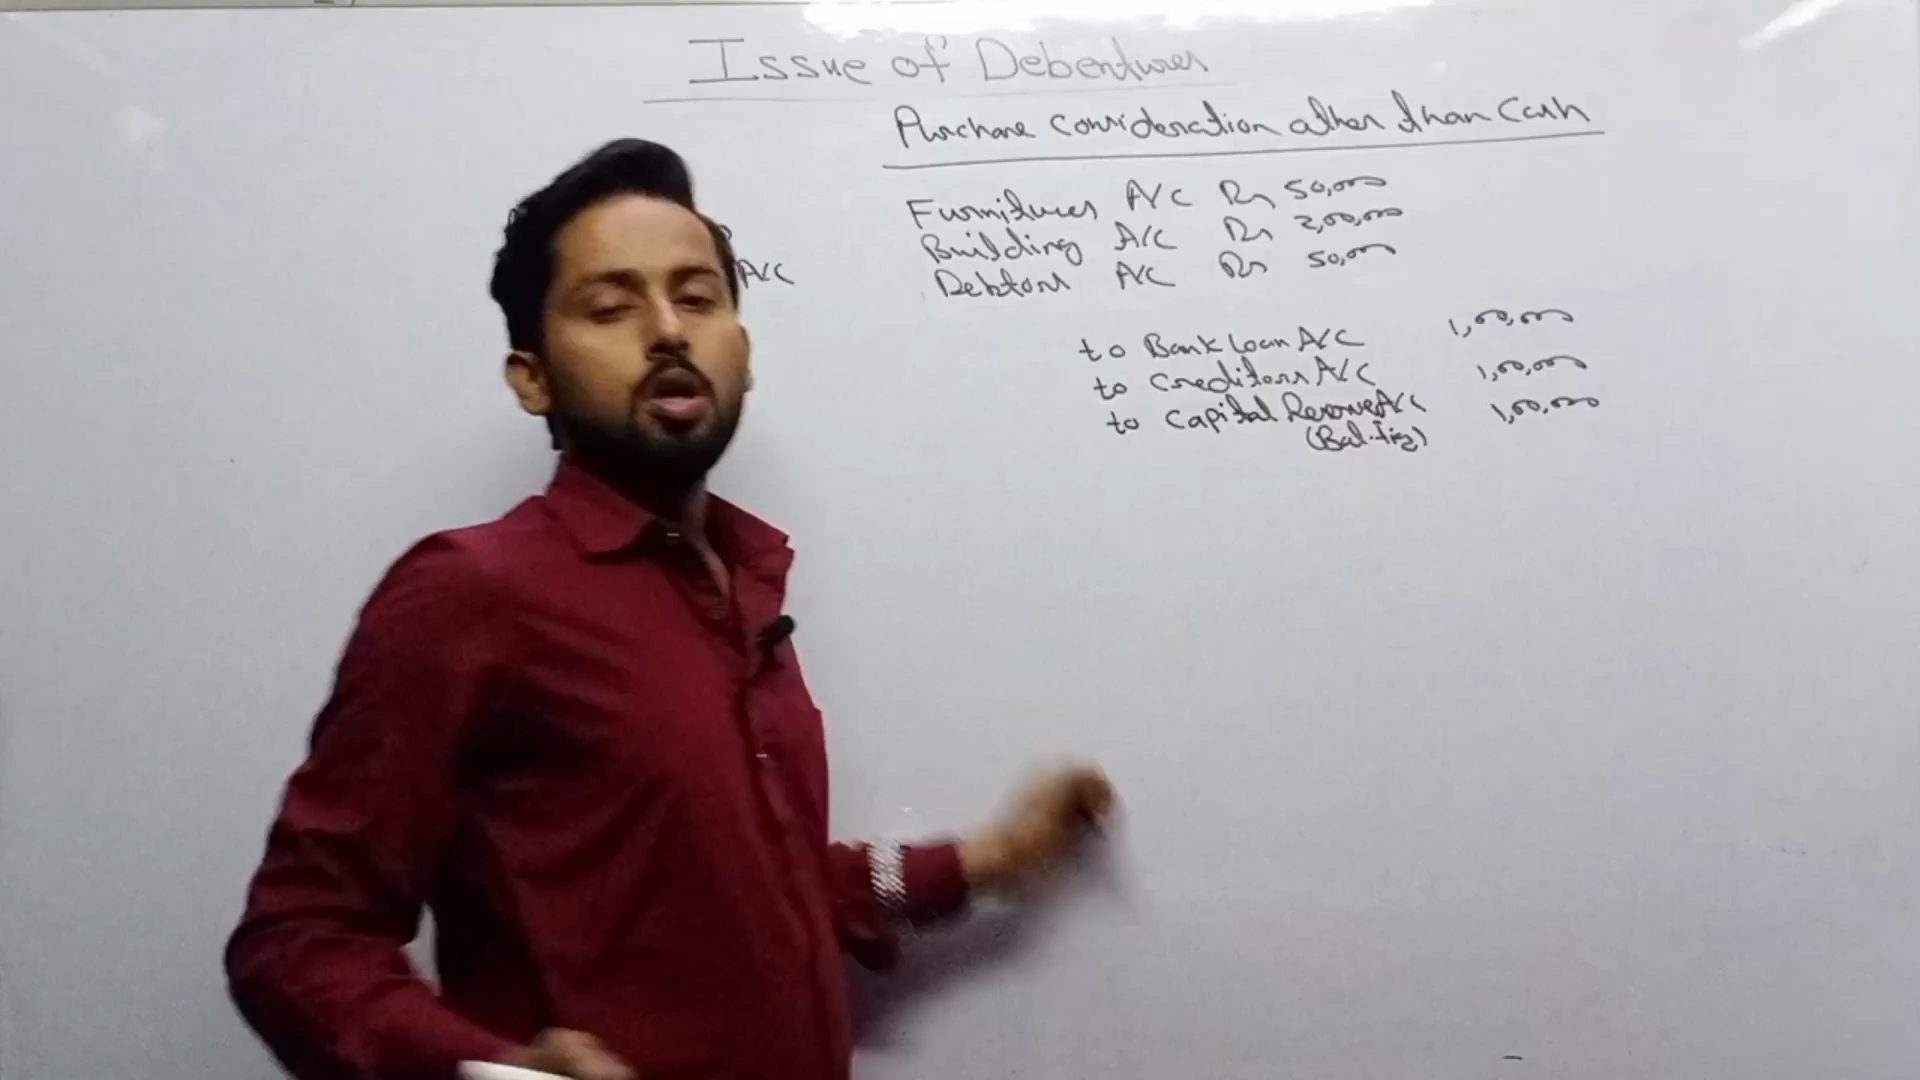 Issue of Debentures
Purchase consideration other than Cash
A/C
Furnitures A/C Rs 50,000
Building A/C Rs 2,00,000
Debtors A/C Rs 50,000
to Bank Loan A/C 1,00,000
to Creditors A/C 1,00,000
to Capital Reserve A/C 1,00,000
(Bal. Fig)